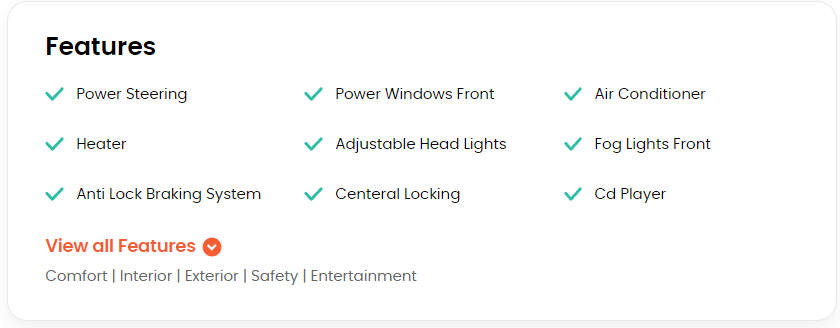 Features
Power Steering
Power Windows Front
Air Conditioner
Heater
Adjustable Head Lights
Fog Lights Front
Anti Lock Braking System
Centeral Locking
Cd Player
View all Features
Comfort | Interior | Exterior | Safety | Entertainment